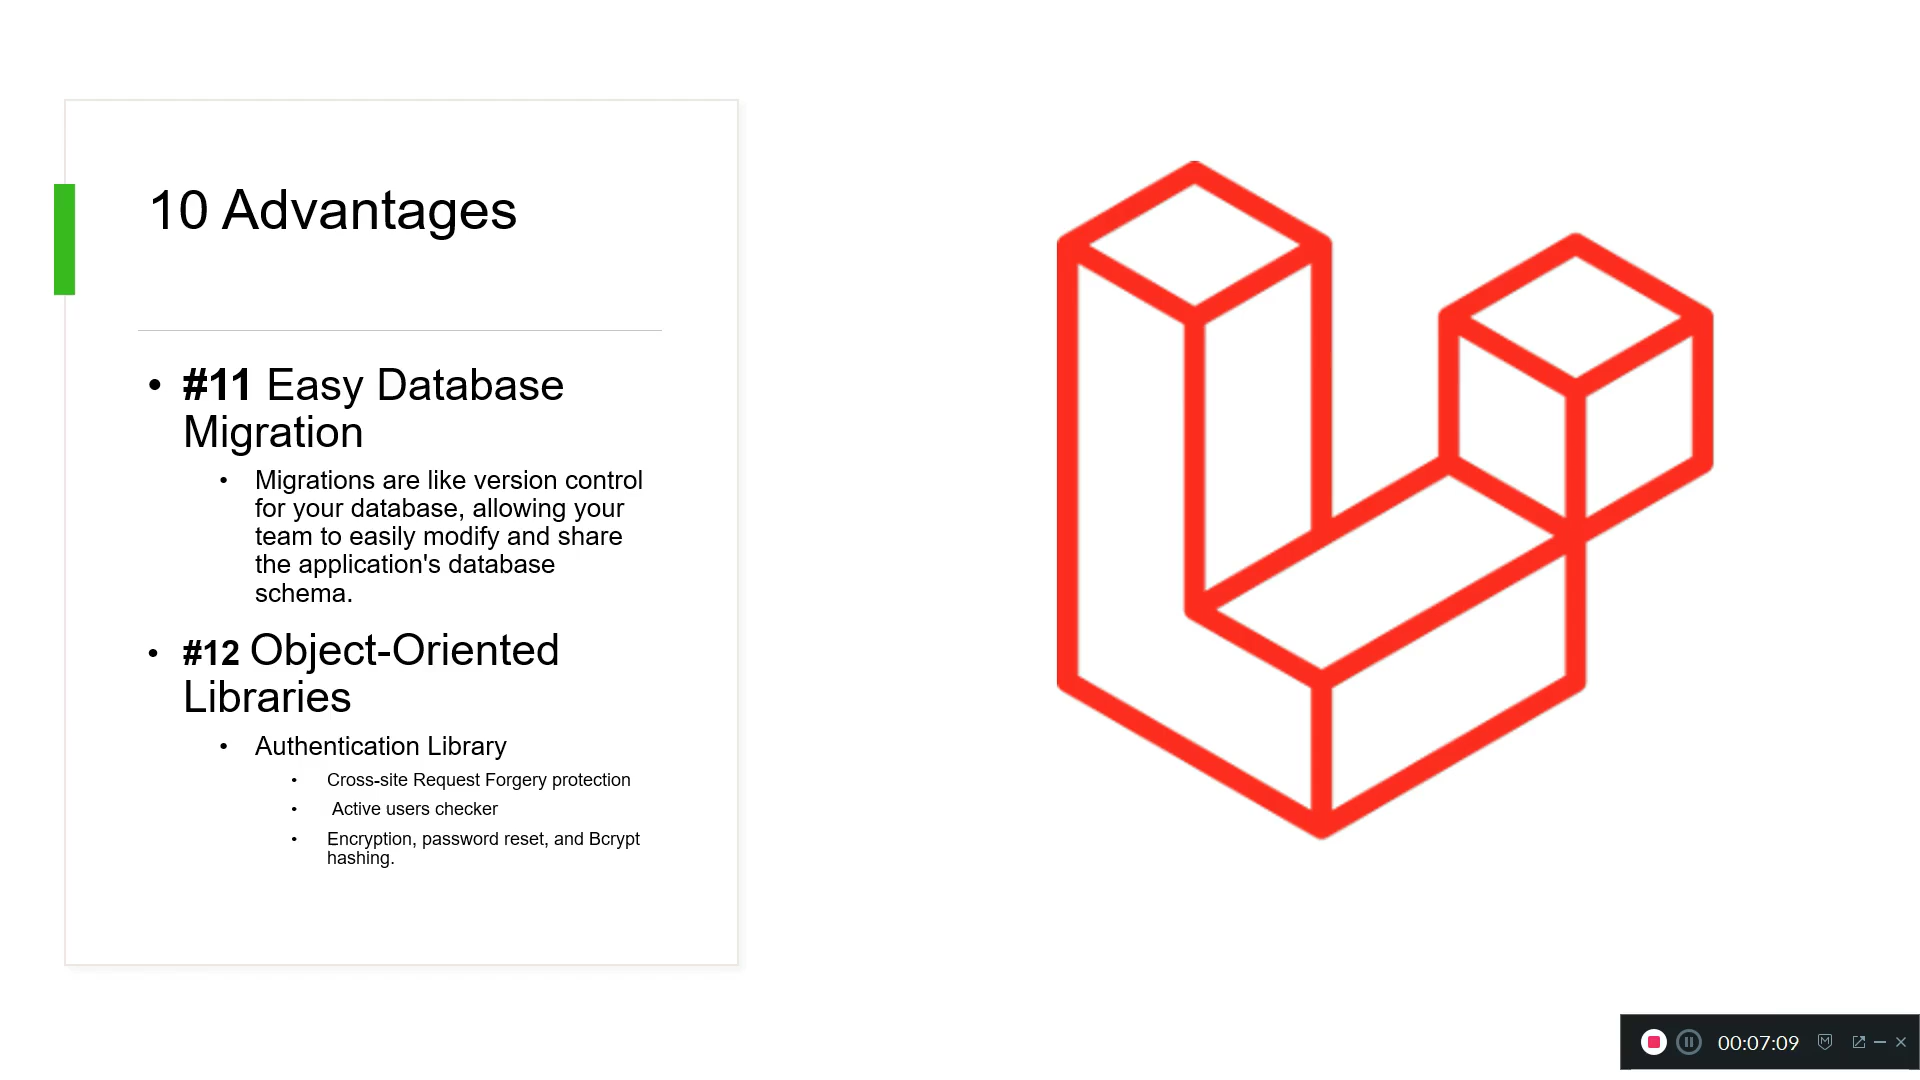 10 Advantages
• #11 Easy Database
Migration
• Migrations are like version control
for your database, allowing your
team to easily modify and share
the application's database
schema.
• #12 Object-Oriented
Libraries
• Authentication Library
• Cross-site Request Forgery protection
• Active users checker
• Encryption, password reset, and Bcrypt
hashing.
00:07:09